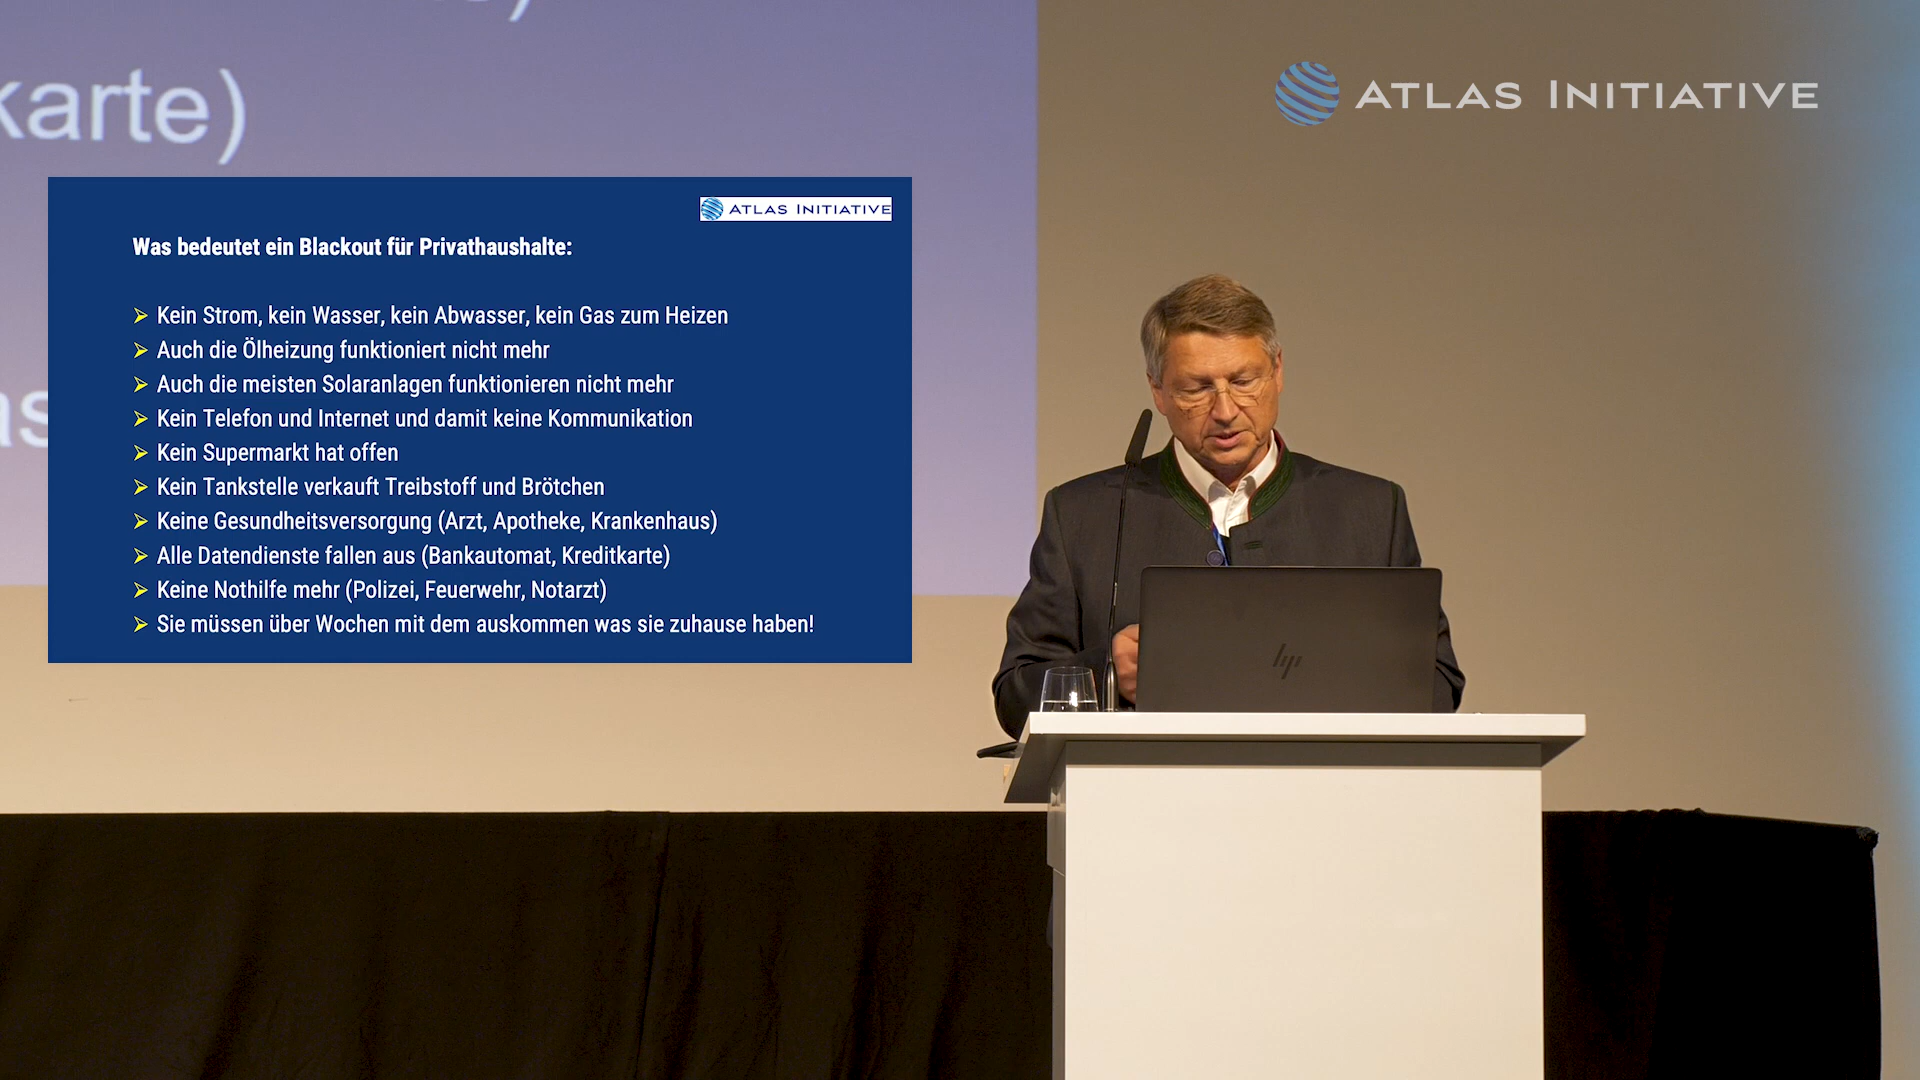 karte)
ATLAS INITIATIVE
ATLAS INITIATIVE
Was bedeutet ein Blackout für Privathaushalte:
➢ Kein Strom, kein Wasser, kein Abwasser, kein Gas zum Heizen
➢ Auch die Ölheizung funktioniert nicht mehr
➢ Auch die meisten Solaranlagen funktionieren nicht mehr
➢ Kein Telefon und Internet und damit keine Kommunikation
➢ Kein Supermarkt hat offen
➢ Kein Tankstelle verkauft Treibstoff und Brötchen
➢ Keine Gesundheitsversorgung (Arzt, Apotheke, Krankenhaus)
➢ Alle Datendienste fallen aus (Bankautomat, Kreditkarte)
➢ Keine Nothilfe mehr (Polizei, Feuerwehr, Notarzt)
➢ Sie müssen über Wochen mit dem auskommen was sie zuhause haben!
hp